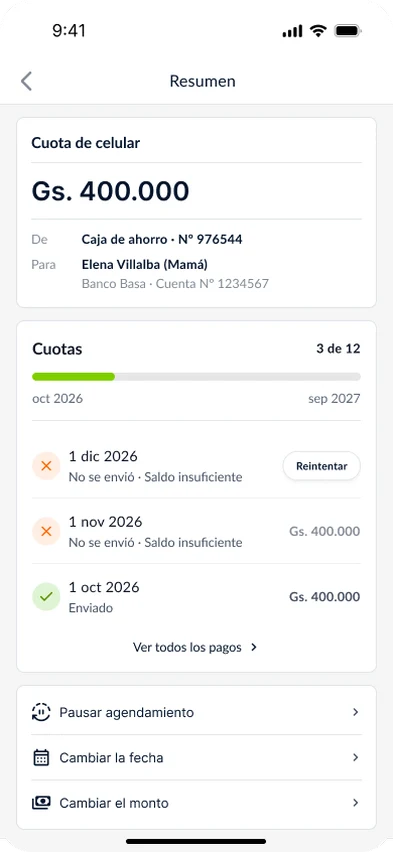 9:41
Resumen
Cuota de celular
Gs. 400.000
De Caja de ahorro · N° 976544
Para Elena Villalba (Mamá)
Banco Basa · Cuenta N° 1234567
Cuotas 3 de 12
oct 2026 sep 2027
1 dic 2026
No se envió · Saldo insuficiente
Reintentar
1 nov 2026
No se envió · Saldo insuficiente
Gs. 400.000
1 oct 2026
Enviado
Gs. 400.000
Ver todos los pagos
Pausar agendamiento
Cambiar la fecha
Cambiar el monto